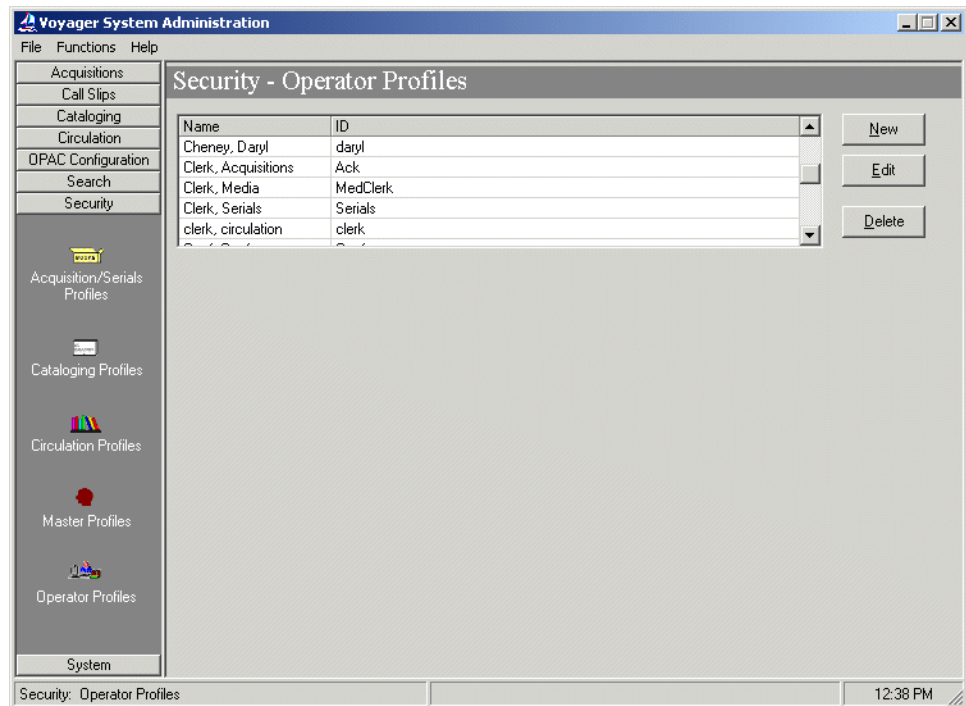 Voyager System Administration
File Functions Help
Acquisitions
Call Slips
Cataloging
Circulation
OPAC Configuration
Search
Security
Acquisition/Serials
Profiles
Cataloging Profiles
Circulation Profiles
Master Profiles
Operator Profiles
System
Security - Operator Profiles
Name ID
Cheney, Daryl daryl
Clerk, Acquisitions Ack
Clerk, Media MedClerk
Clerk, Serials Serials
clerk, circulation clerk
New
Edit
Delete
Security: Operator Profiles
12:38 PM